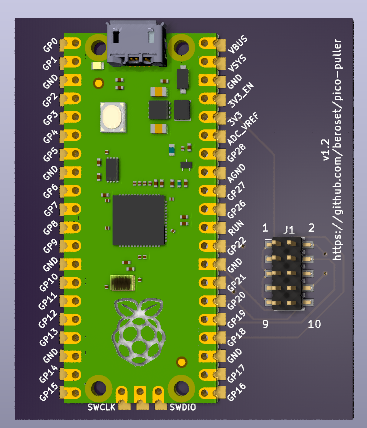 GP0
GP1
GND
GP2
GP3
GP4
GP5
GND
GP6
GP7
GP8
GP9
GND
GP10
GP11
GP12
GP13
GND
GP14
GP15
VBUS
VSYS
GND
3V3_EN
3V3
ADC_VREF
GP28
AGND
GP27
GP26
RUN
GP22
GND
GP21
GP20
GP19
GP18
GND
GP17
GP16
SWCLK SWDIO
1 J1 2
9 10
v1.2
https://github.com/beroset/pico-puller